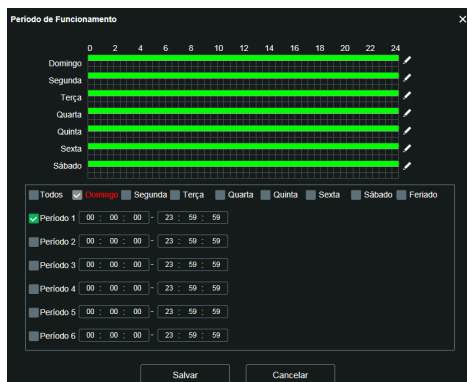 Período de Funcionamento X
0 2 4 6 8 10 12 14 16 18 20 22 24
Domingo
Segunda
Terça
Quarta
Quinta
Sexta
Sábado
Todos Domingo Segunda Terça Quarta Quinta Sexta Sábado Feriado
Período 1 00 : 00 : 00 - 23 : 59 : 59
Período 2 00 : 00 : 00 - 23 : 59 : 59
Período 3 00 : 00 : 00 - 23 : 59 : 59
Período 4 00 : 00 : 00 - 23 : 59 : 59
Período 5 00 : 00 : 00 - 23 : 59 : 59
Período 6 00 : 00 : 00 - 23 : 59 : 59
Salvar Cancelar